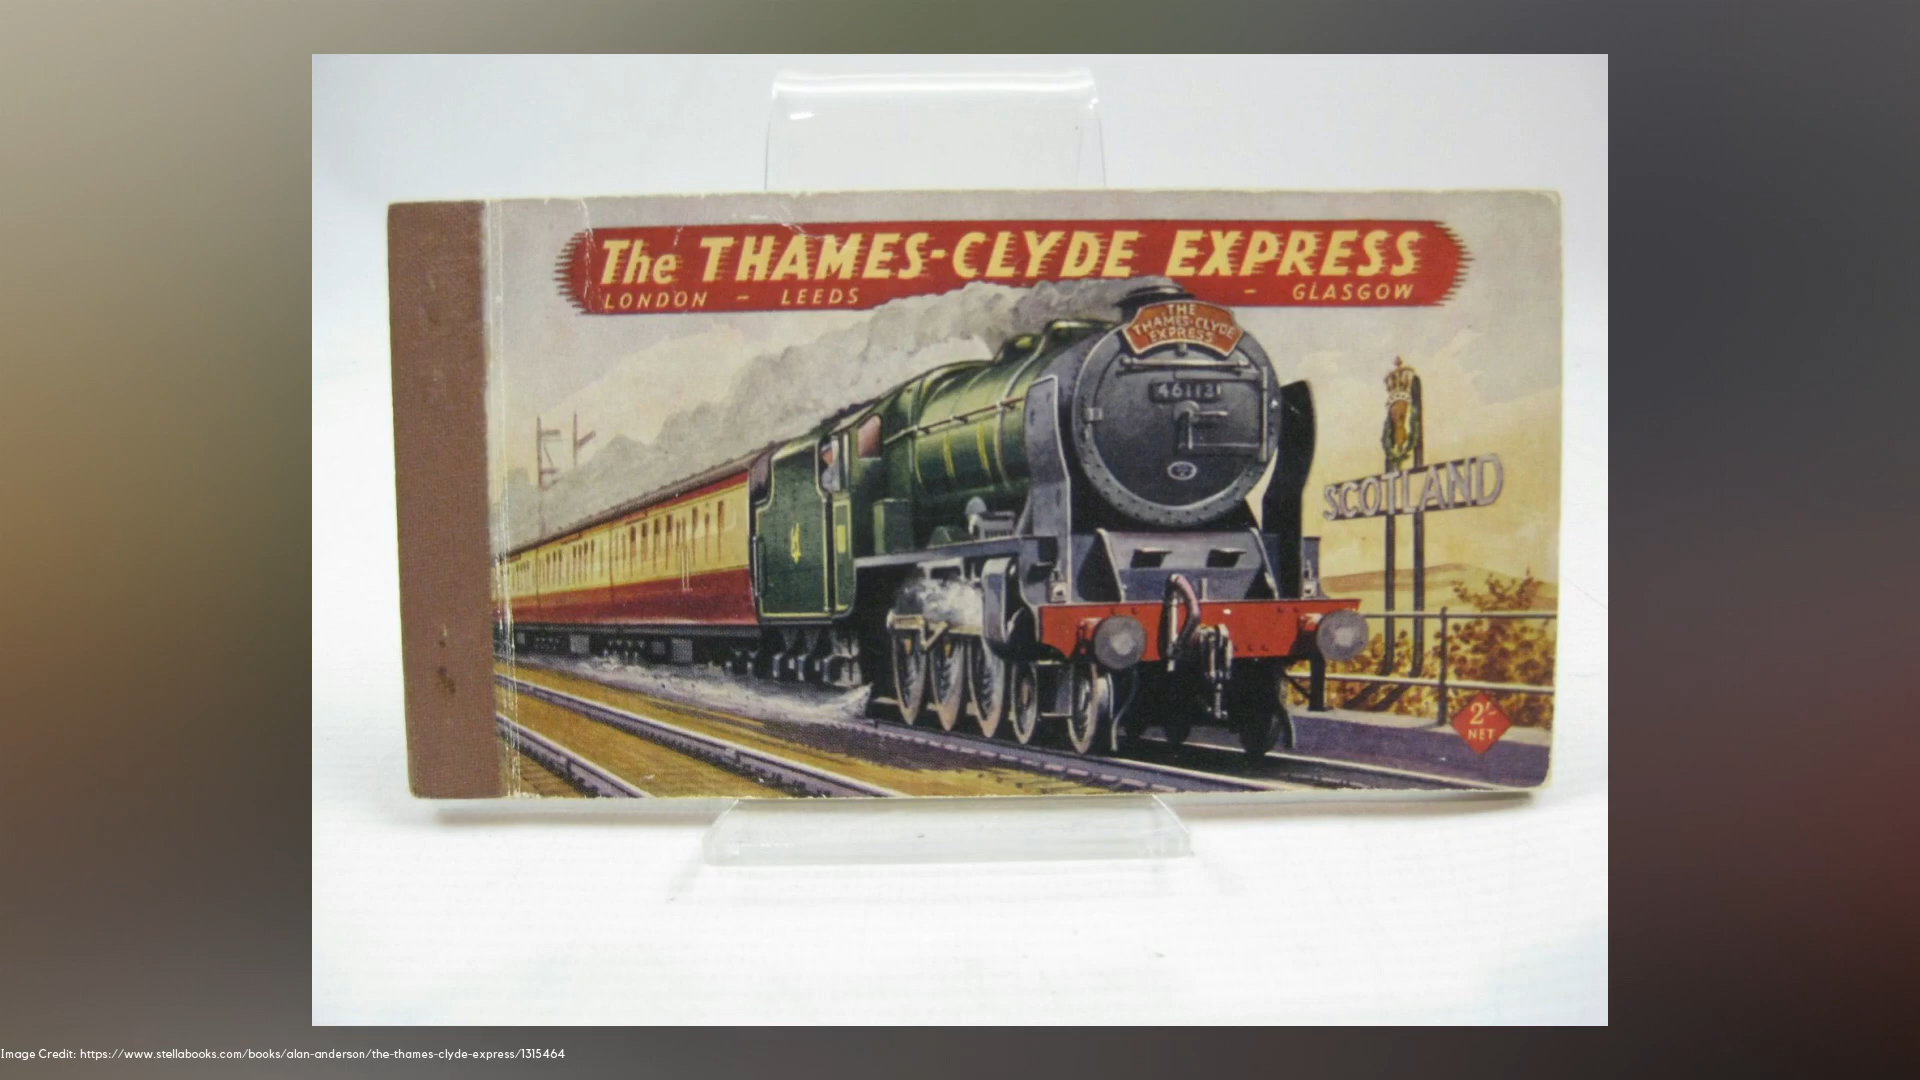 The THAMES-CLYDE EXPRESS
LONDON - LEEDS - GLASGOW
THE
THAMES-CLYDE
EXPRESS
46113
SCOTLAND
2/-
NET
Image Credit: https://www.stellabooks.com/books/alan-anderson/the-thames-clyde-express/1315464